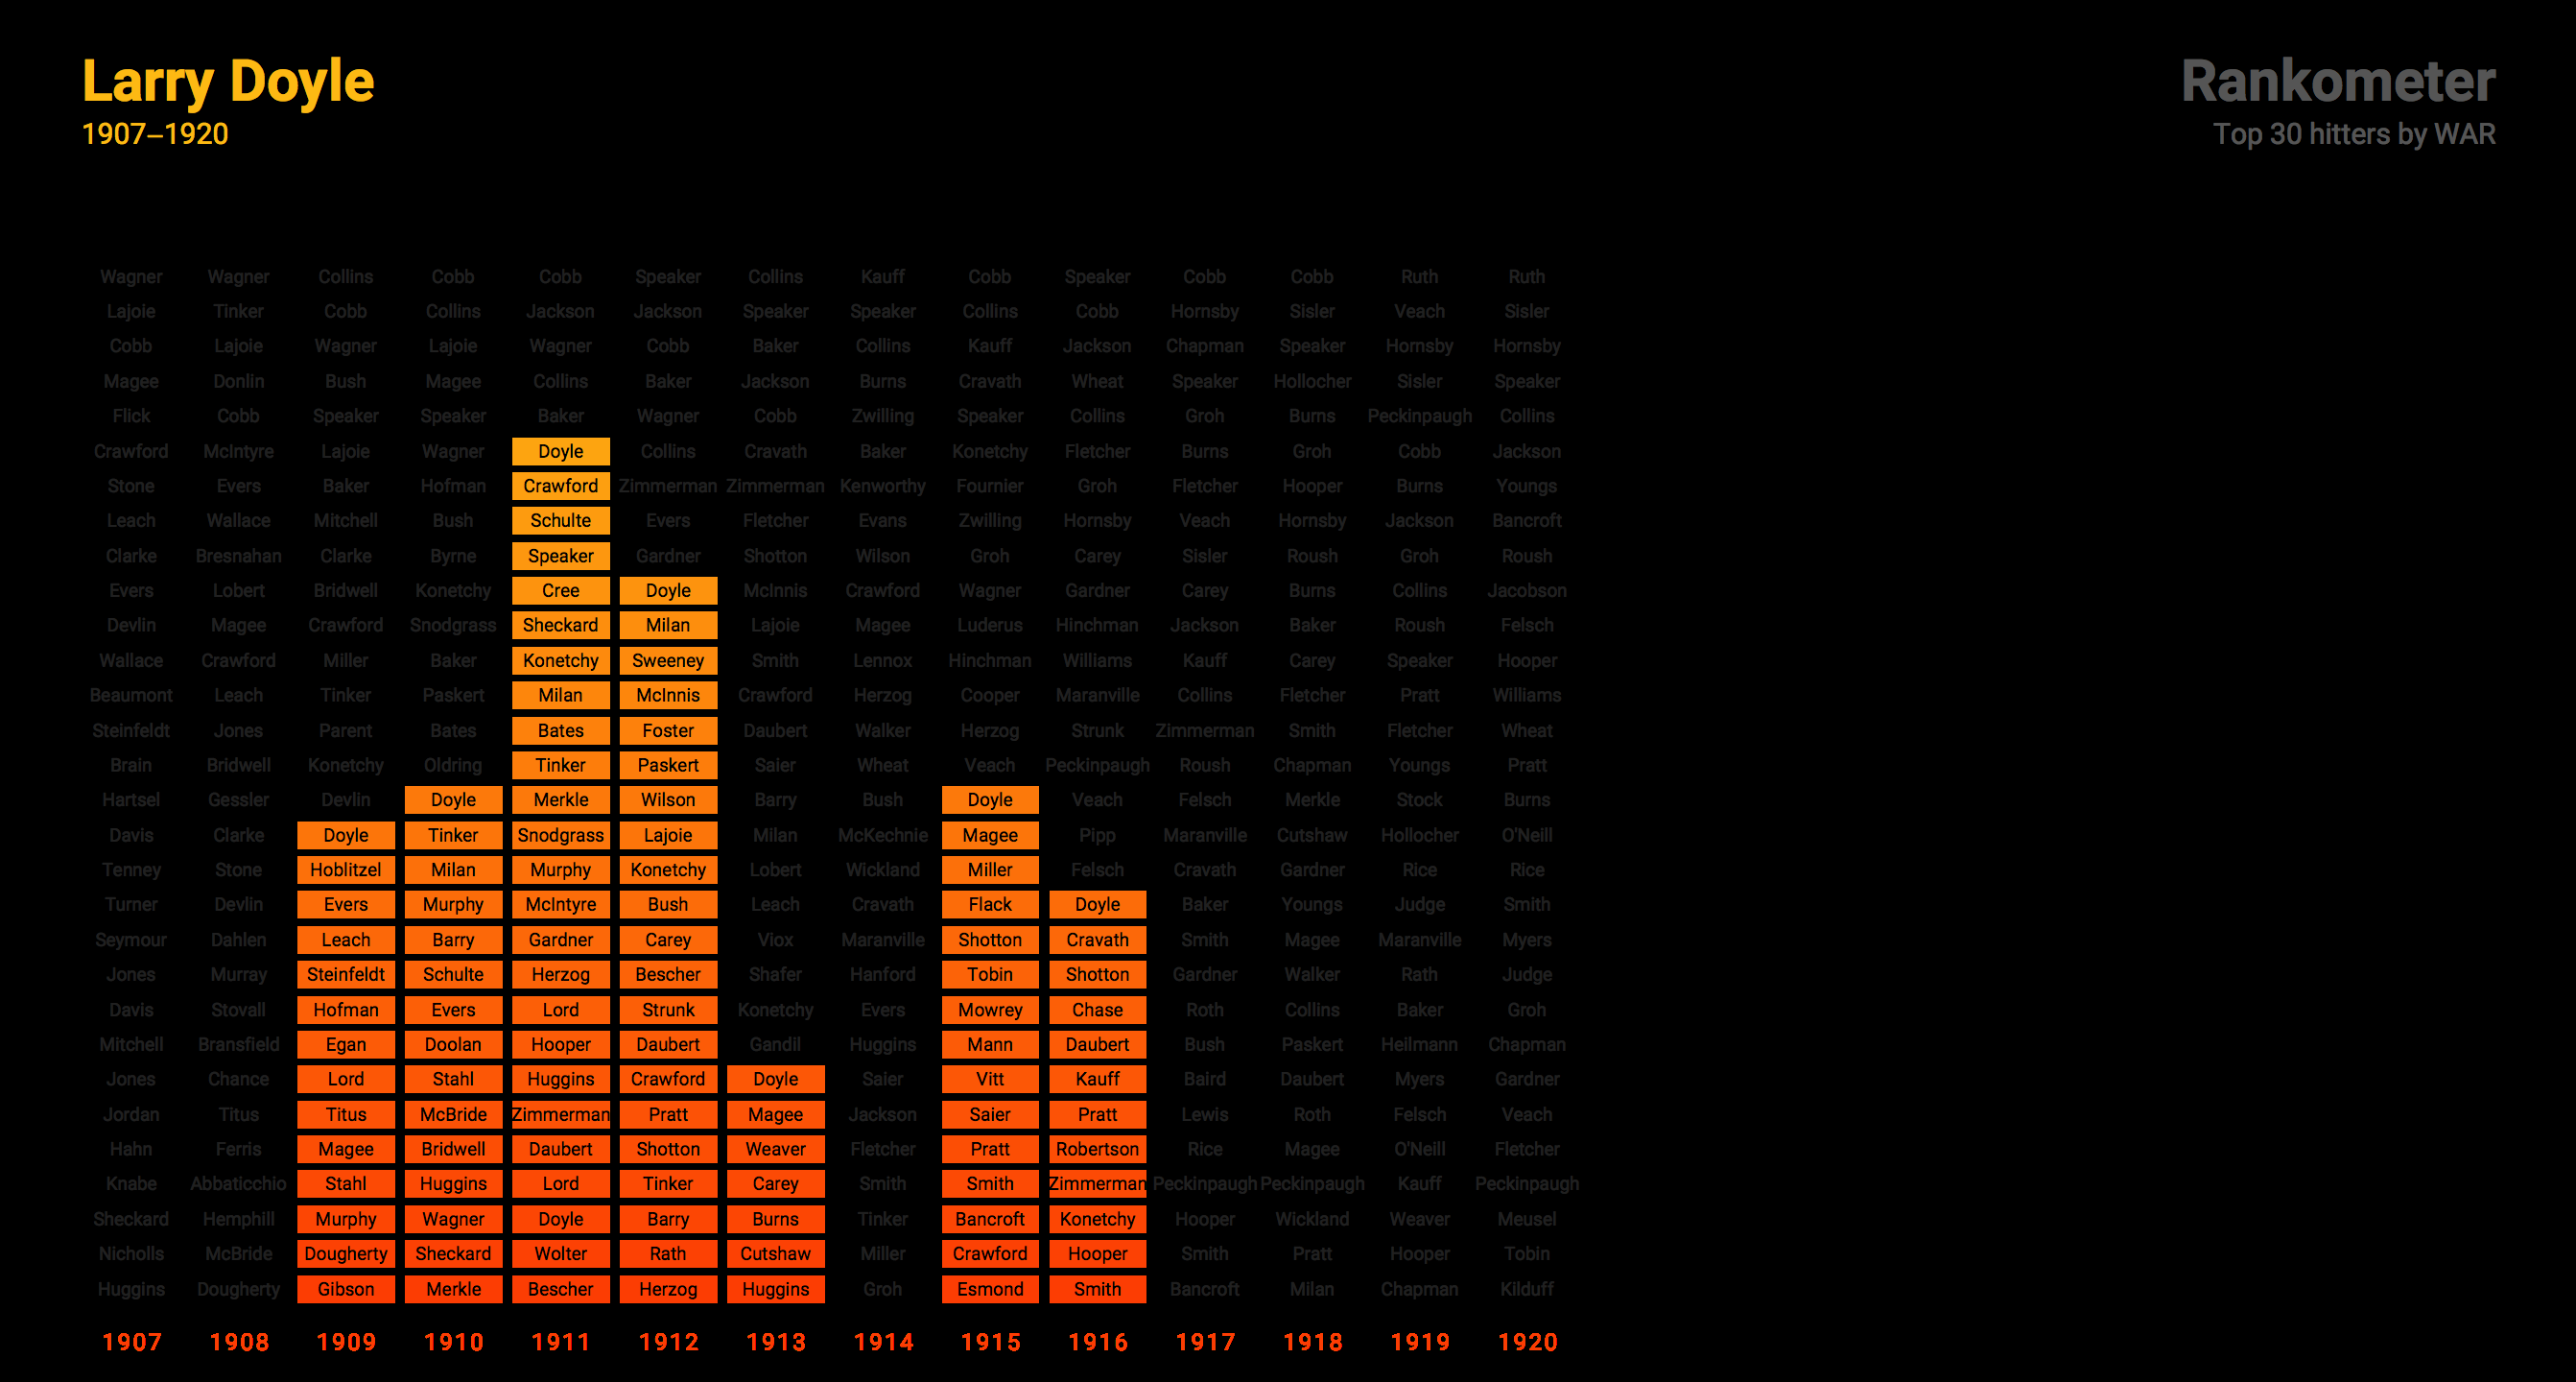 Larry Doyle
1907–1920
Rankometer
Top 30 hitters by WAR
Wagner Wagner Collins Cobb Cobb Speaker Collins Kauff Cobb Speaker Cobb Cobb Ruth Ruth
Lajoie Tinker Cobb Collins Jackson Jackson Speaker Speaker Collins Cobb Hornsby Sisler Veach Sisler
Cobb Lajoie Wagner Lajoie Wagner Cobb Baker Collins Kauff Jackson Chapman Speaker Hornsby Hornsby
Magee Donlin Bush Magee Collins Baker Jackson Burns Cravath Wheat Speaker Hollocher Sisler Speaker
Flick Cobb Speaker Speaker Baker Wagner Cobb Zwilling Speaker Collins Groh Burns Peckinpaugh Collins
Crawford McIntyre Lajoie Wagner Doyle Collins Cravath Baker Konetchy Fletcher Burns Groh Cobb Jackson
Stone Evers Baker Hofman Crawford Zimmerman Zimmerman Kenworthy Fournier Groh Fletcher Hooper Burns Youngs
Leach Wallace Mitchell Bush Schulte Evers Fletcher Evans Zwilling Hornsby Veach Hornsby Jackson Bancroft
Clarke Bresnahan Clarke Byrne Speaker Gardner Shotton Wilson Groh Carey Sisler Roush Groh Roush
Evers Lobert Bridwell Konetchy Cree Doyle McInnis Crawford Wagner Gardner Carey Burns Collins Jacobson
Devlin Magee Crawford Snodgrass Sheckard Milan Lajoie Magee Luderus Hinchman Jackson Baker Roush Felsch
Wallace Crawford Miller Baker Konetchy Sweeney Smith Lennox Hinchman Williams Kauff Carey Speaker Hooper
Beaumont Leach Tinker Paskert Milan McInnis Crawford Herzog Cooper Maranville Collins Fletcher Pratt Williams
Steinfeldt Jones Parent Bates Bates Foster Daubert Walker Herzog Strunk Zimmerman Smith Fletcher Wheat
Brain Bridwell Konetchy Oldring Tinker Paskert Saier Wheat Veach Peckinpaugh Roush Chapman Youngs Pratt
Hartsel Gessler Devlin Doyle Merkle Wilson Barry Bush Doyle Veach Felsch Merkle Stock Burns
Davis Clarke Doyle Tinker Snodgrass Lajoie Milan McKechnie Magee Pipp Maranville Cutshaw Hollocher O'Neill
Tenney Stone Hoblitzel Milan Murphy Konetchy Lobert Wickland Miller Felsch Cravath Gardner Rice Rice
Turner Devlin Evers Murphy McIntyre Bush Leach Cravath Flack Doyle Baker Youngs Judge Smith
Seymour Dahlen Leach Barry Gardner Carey Viox Maranville Shotton Cravath Smith Magee Maranville Myers
Jones Murray Steinfeldt Schulte Herzog Bescher Shafer Hanford Tobin Shotton Gardner Walker Rath Judge
Davis Stovall Hofman Evers Lord Strunk Konetchy Evers Mowrey Chase Roth Collins Baker Groh
Mitchell Bransfield Egan Doolan Hooper Daubert Gandil Huggins Mann Daubert Bush Paskert Heilmann Chapman
Jones Chance Lord Stahl Huggins Crawford Doyle Saier Vitt Kauff Baird Daubert Myers Gardner
Jordan Titus Titus McBride Zimmerman Pratt Magee Jackson Saier Pratt Lewis Roth Felsch Veach
Hahn Ferris Magee Bridwell Daubert Shotton Weaver Fletcher Pratt Robertson Rice Magee O'Neill Fletcher
Knabe Abbaticchio Stahl Huggins Lord Tinker Carey Smith Smith Zimmerman Peckinpaugh Peckinpaugh Kauff Peckinpaugh
Sheckard Hemphill Murphy Wagner Doyle Barry Burns Tinker Bancroft Konetchy Hooper Wickland Weaver Meusel
Nicholls McBride Dougherty Sheckard Wolter Rath Cutshaw Miller Crawford Hooper Smith Pratt Hooper Tobin
Huggins Dougherty Gibson Merkle Bescher Herzog Huggins Groh Esmond Smith Bancroft Milan Chapman Kilduff
1907 1908 1909 1910 1911 1912 1913 1914 1915 1916 1917 1918 1919 1920